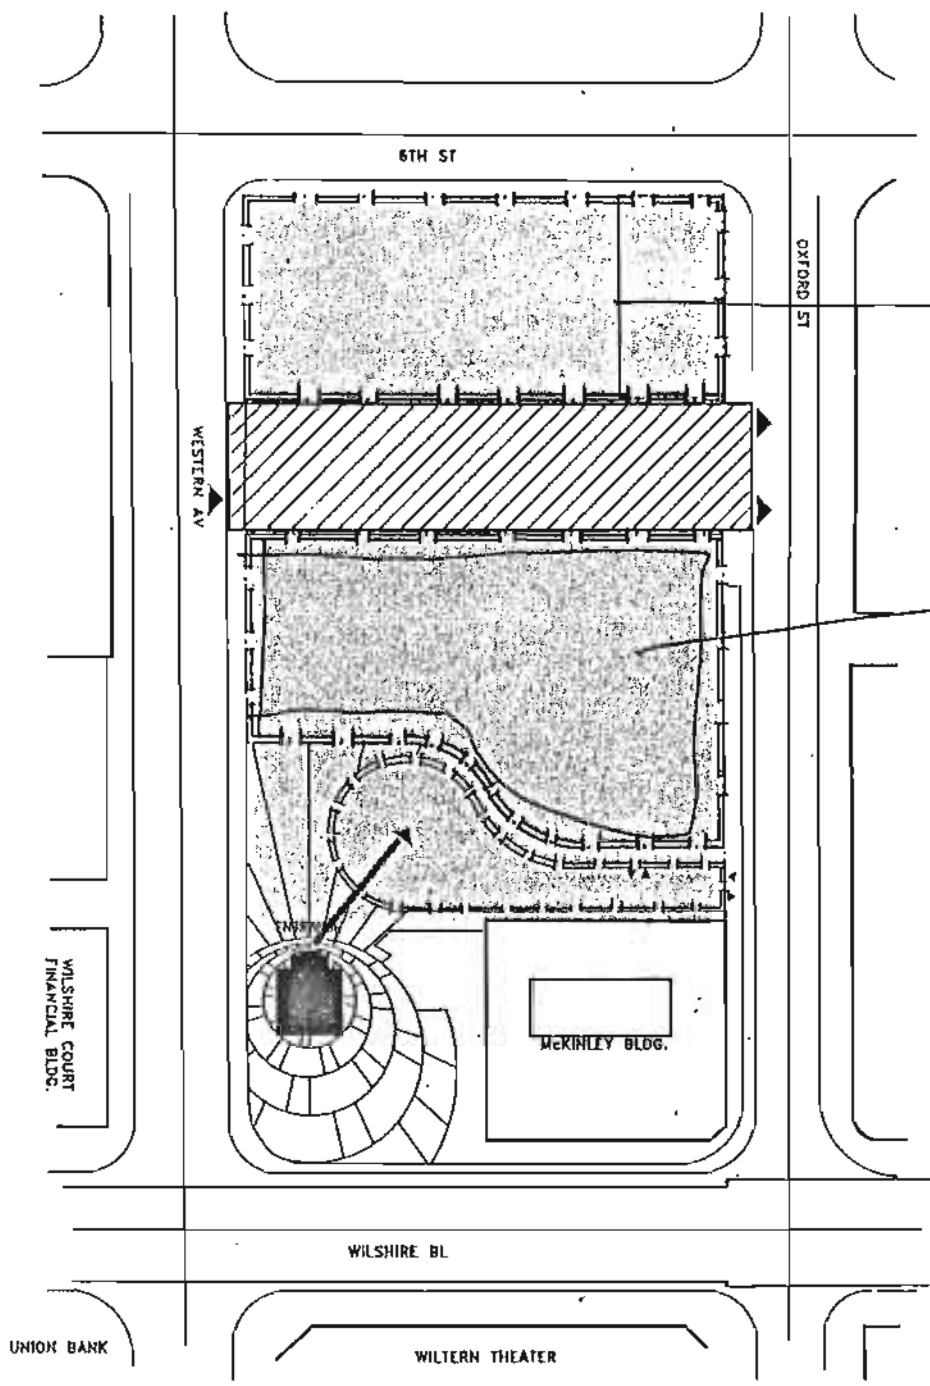 6TH ST
OXFORD ST
WESTERN AV
WILSHIRE COURT
FINANCIAL BLDG.
McKINLEY BLDG.
WILSHIRE BL
UNION BANK
WILTERN THEATER